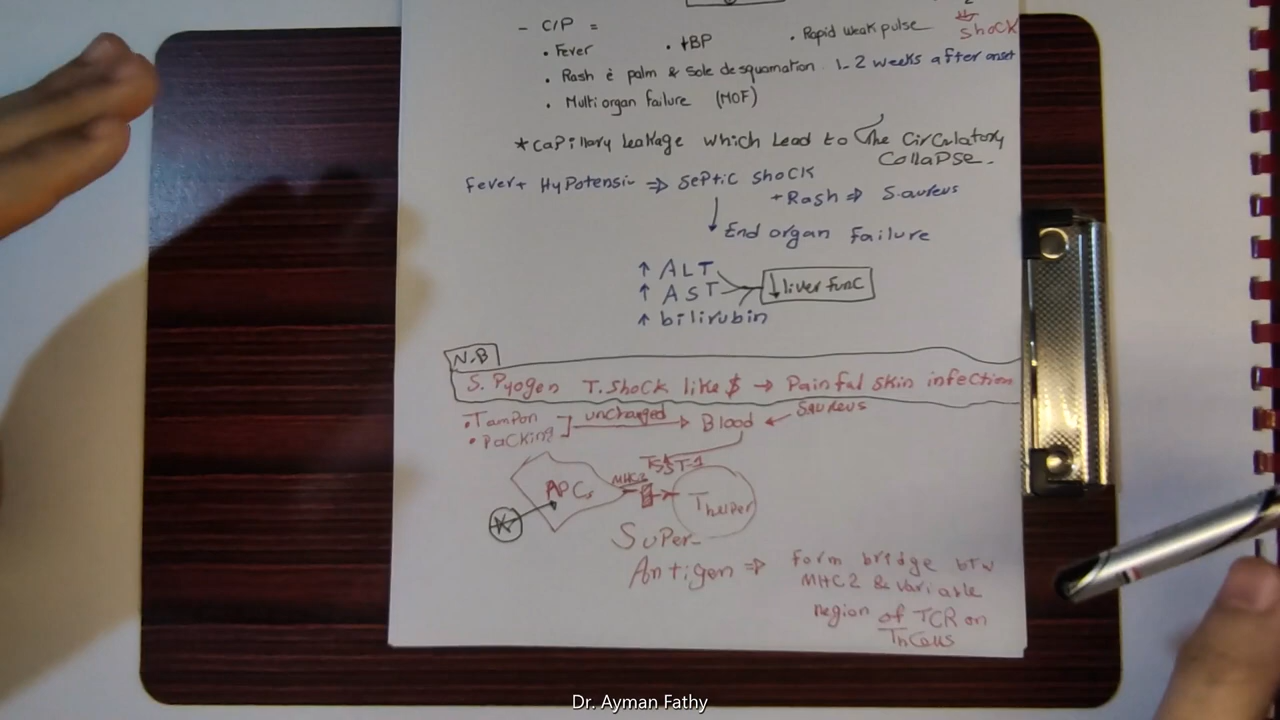 - C/P =
• Fever • ↓BP • Rapid weak pulse ⇒ shock
• Rash è palm & sole desquamation 1-2 weeks after onset
• Multi organ failure (MOF)
* Capillary leakage which lead to the circulatory collapse.
Fever + Hypotensiv ⇒ septic shock
+ Rash ⇒ S.aureus
↓ End organ failure
↑ ALT
↑ AST ↓ liver func
↑ bilirubin
N.B
S. Pyogen T. shock like $ → Painful skin infection
• Tampon
• Packing ] unchanged → Blood ← S.aureus
TSST-1
APCs MHC2 T helper
Super-
Antigen ⇒ form bridge btw
MHC2 & variable
region of TCR on
Th Cells
Dr. Ayman Fathy